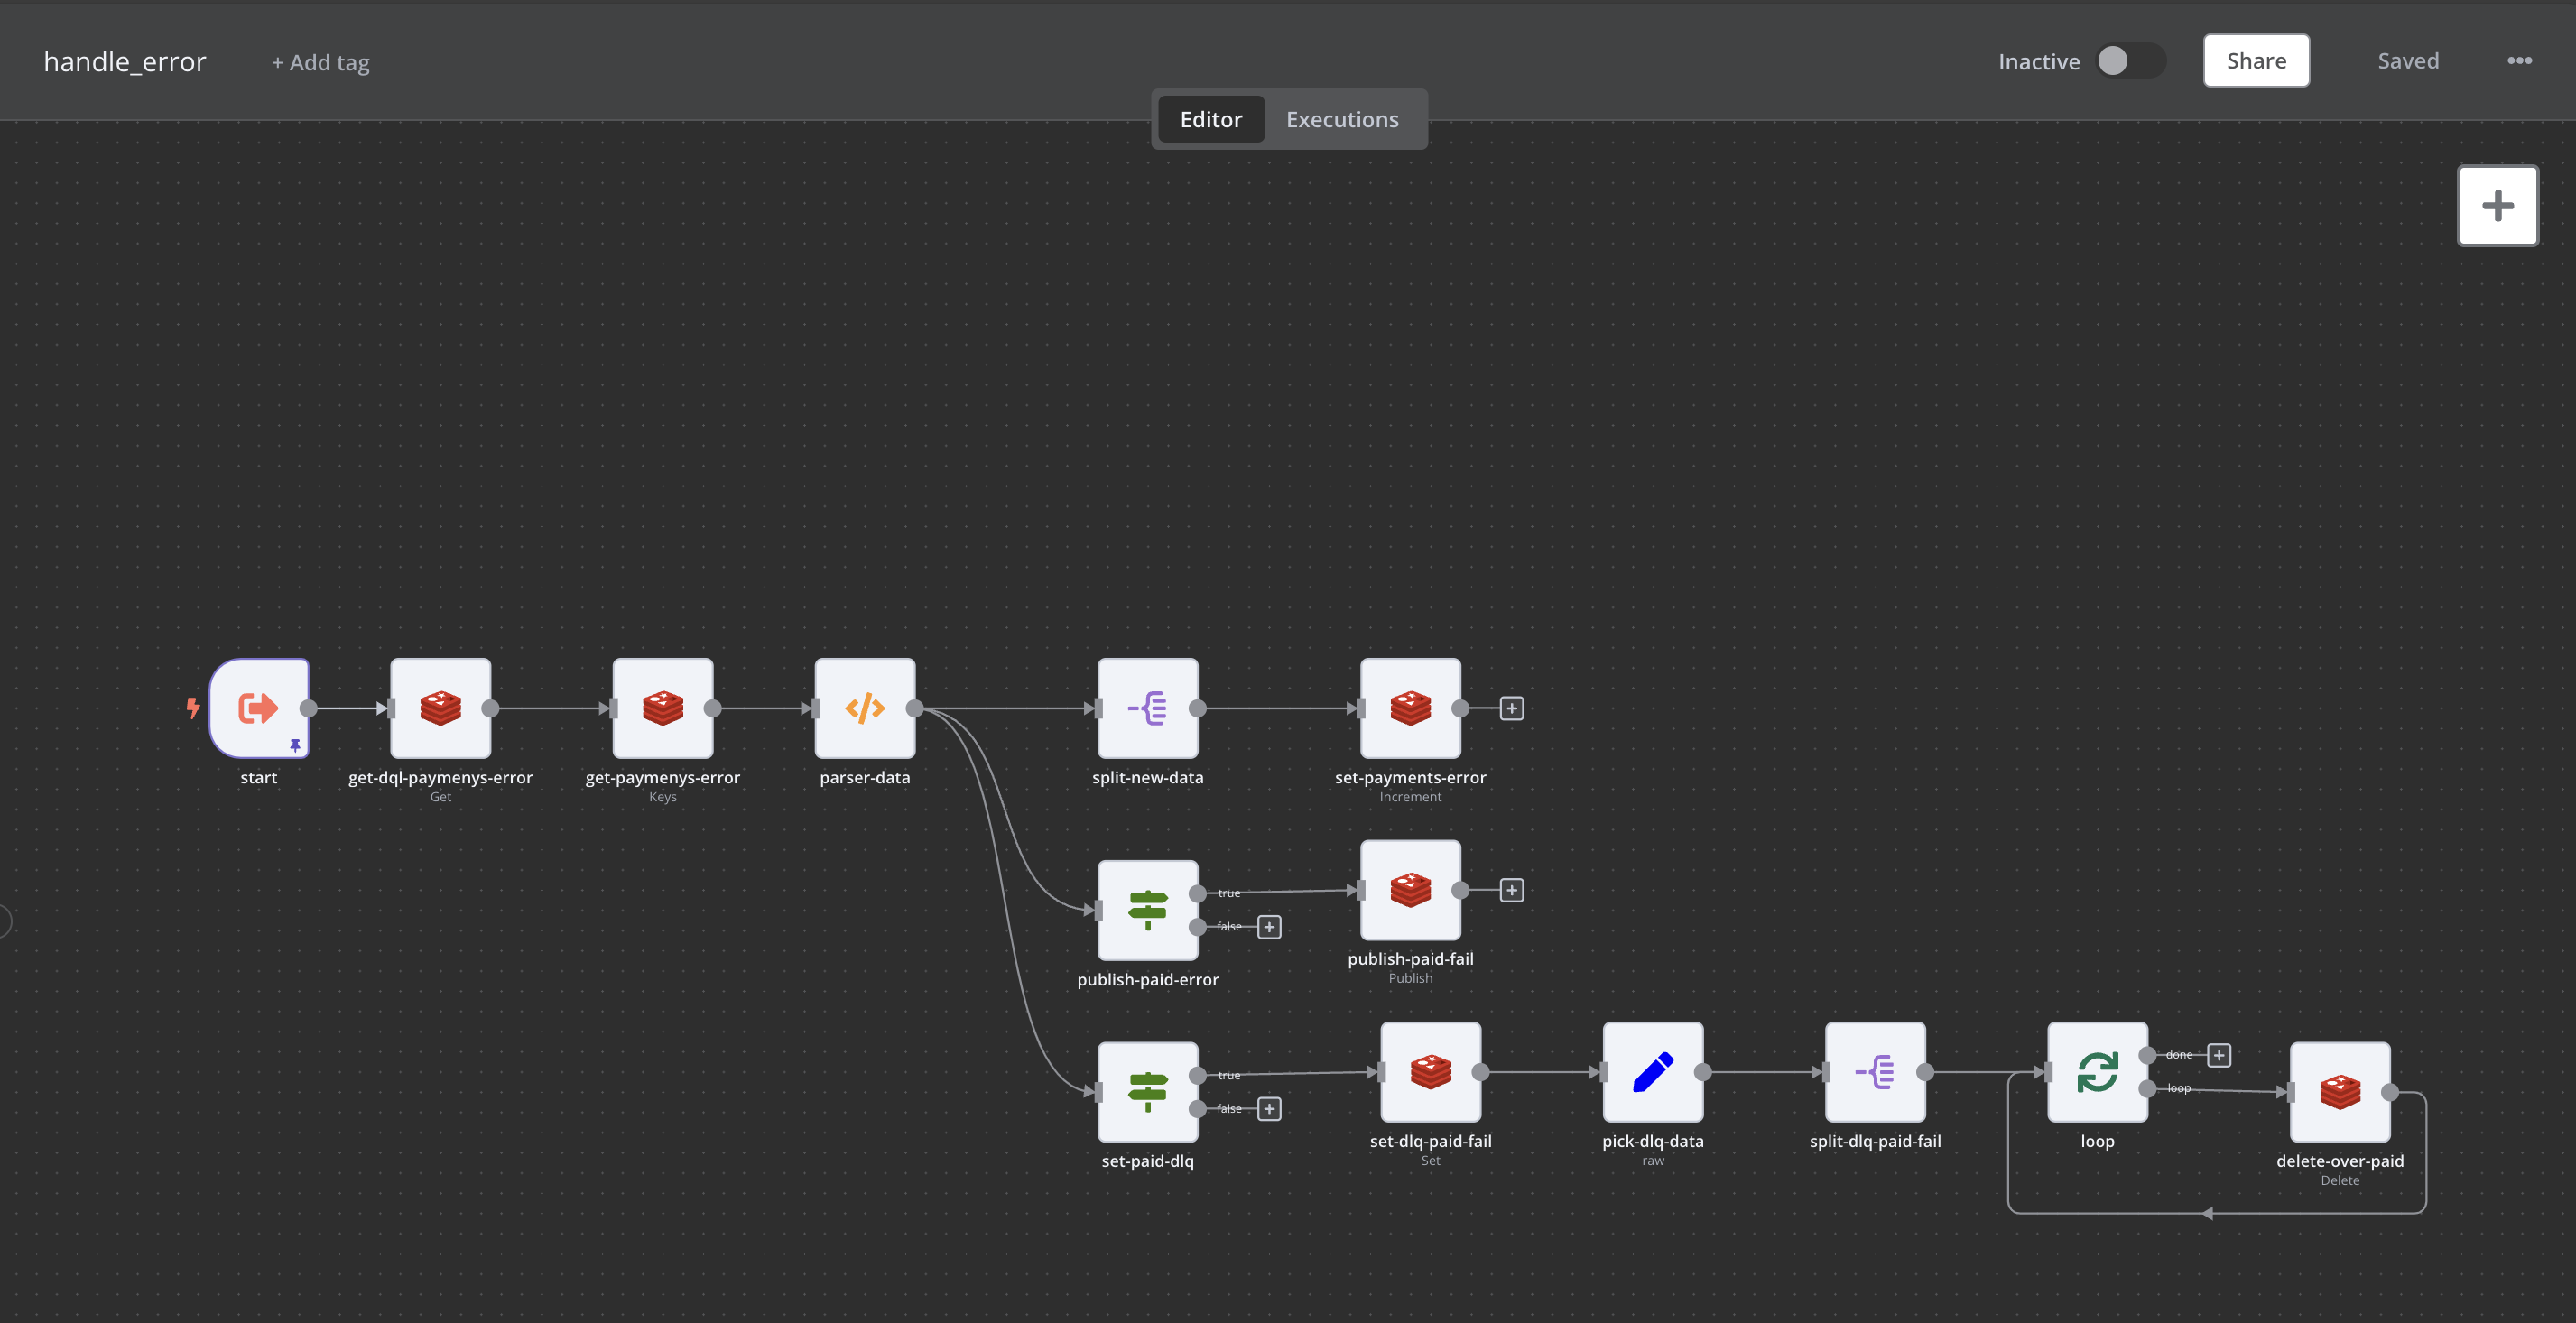 handle_error
+ Add tag
Inactive
Share
Saved
Editor
Executions
start
get-dql-paymenys-error
Get
get-paymenys-error
Keys
parser-data
split-new-data
set-payments-error
Increment
true
false
publish-paid-error
publish-paid-fail
Publish
true
false
set-paid-dlq
set-dlq-paid-fail
Set
pick-dlq-data
raw
split-dlq-paid-fail
done
loop
loop
delete-over-paid
Delete